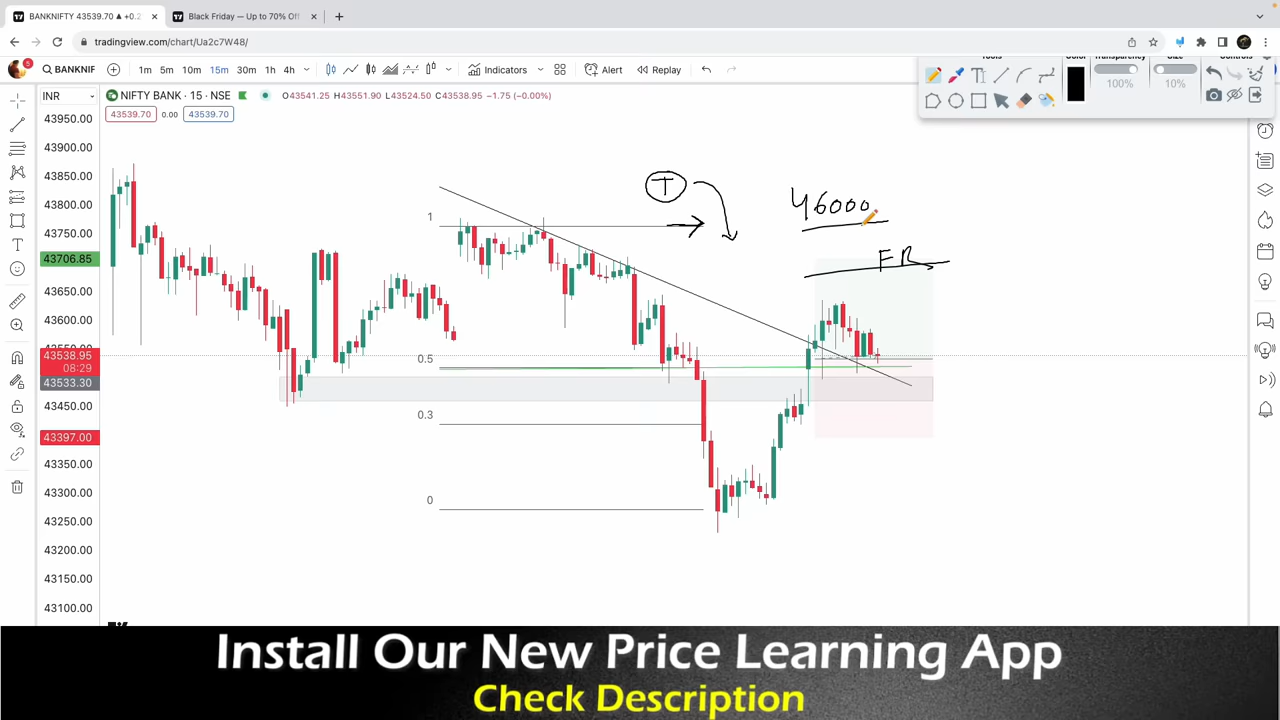 BANKNIFTY 43539.70 ▲ +0.2
Black Friday — Up to 70% Off
tradingview.com/chart/Ua2c7W48/
BANKNIF
1m 5m 10m 15m 30m 1h 4h
Indicators
Alert
Replay
Color
100%
10%
INR
NIFTY BANK · 15 · NSE
O43541.25 H43551.90 L43524.50 C43538.95 −1.75 (−0.00%)
43539.70 0.00 43539.70
43950.00
43900.00
43850.00
43800.00
43750.00
43706.85
43650.00
43600.00
43538.95
08:29
43533.30
43450.00
43397.00
43350.00
43300.00
43250.00
43200.00
43150.00
43100.00
1
0.5
0.3
0
T
46000
FR
Install Our New Price Learning App
Check Description